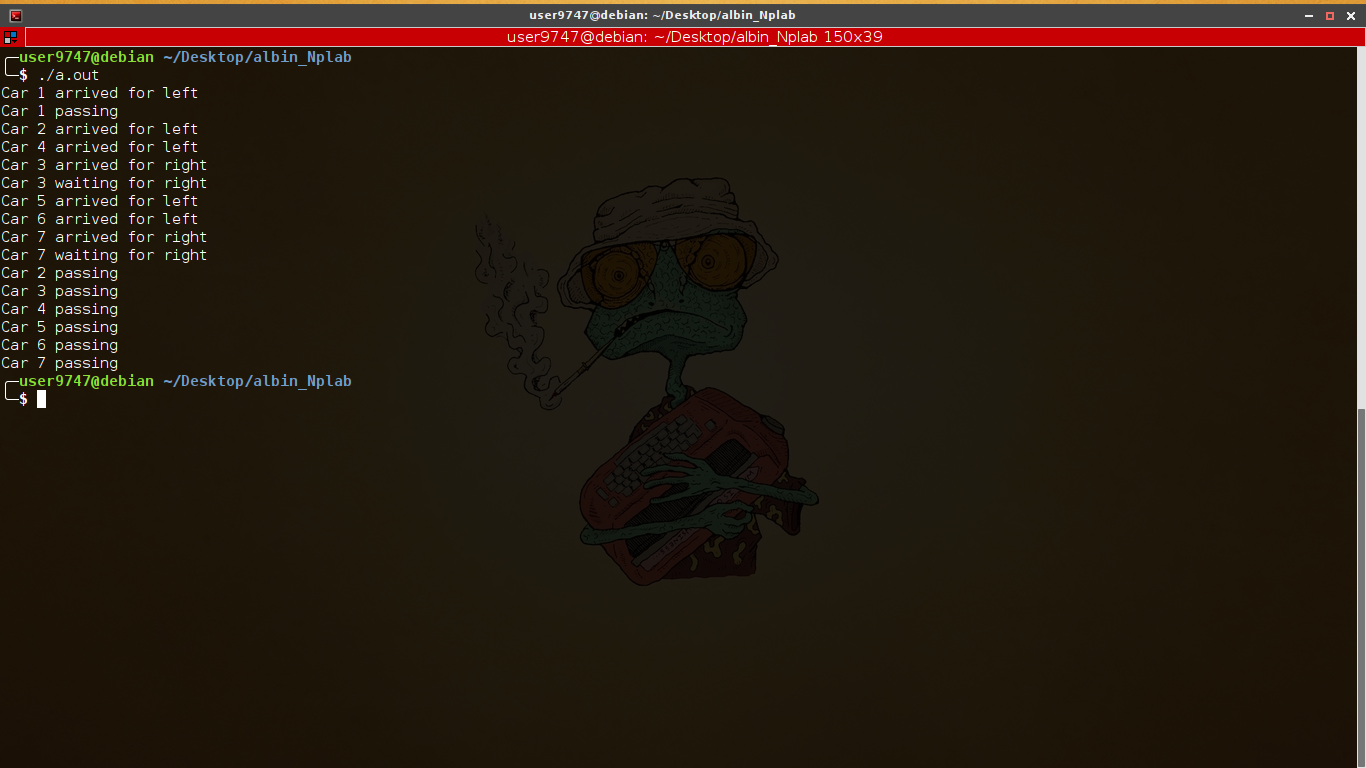 user9747@debian: ~/Desktop/albin_Nplab
user9747@debian: ~/Desktop/albin_Nplab 150x39
user9747@debian ~/Desktop/albin_Nplab
$ ./a.out
Car 1 arrived for left
Car 1 passing
Car 2 arrived for left
Car 4 arrived for left
Car 3 arrived for right
Car 3 waiting for right
Car 5 arrived for left
Car 6 arrived for left
Car 7 arrived for right
Car 7 waiting for right
Car 2 passing
Car 3 passing
Car 4 passing
Car 5 passing
Car 6 passing
Car 7 passing
user9747@debian ~/Desktop/albin_Nplab
$